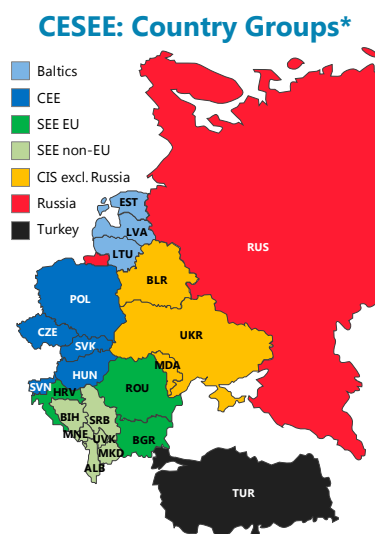 CESEE: Country Groups*
Baltics
CEE
SEE EU
SEE non-EU
CIS excl. Russia
Russia
Turkey
EST
LVA
LTU
RUS
BLR
POL
CZE
UKR
SVK
MDA
HUN
SVN
HRV
ROU
BIH
SRB
MNE
UVK
BGR
MKD
ALB
TUR